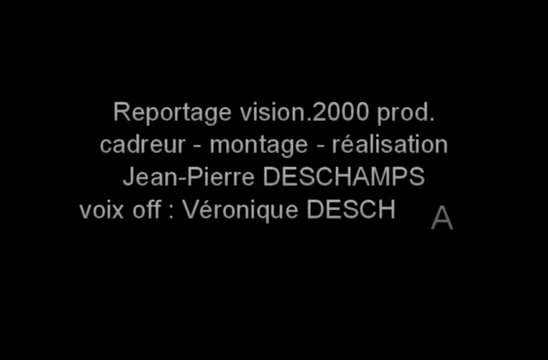 Reportage vision.2000 prod.
cadreur - montage - réalisation
Jean-Pierre DESCHAMPS
voix off : Véronique DESCH A